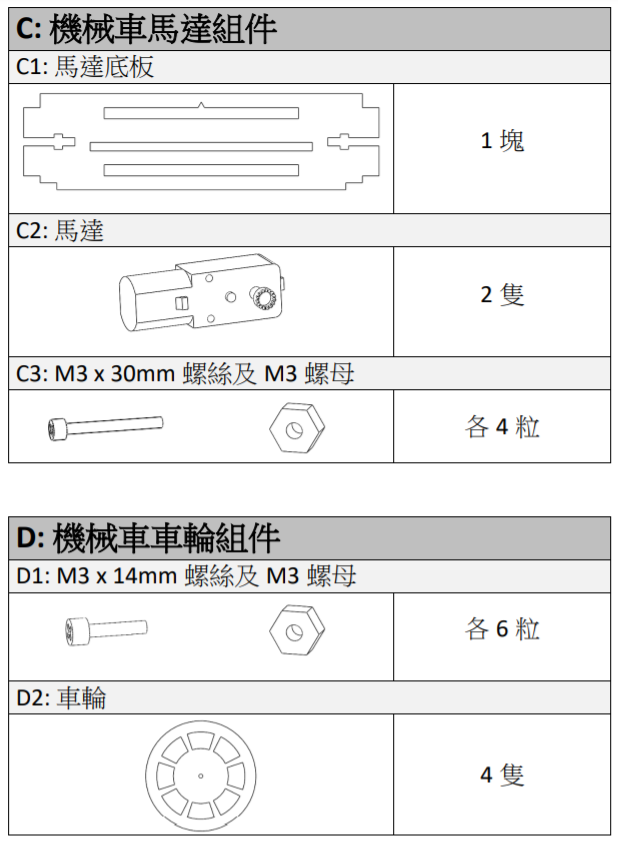 C: 機械車馬達組件
C1: 馬達底板
1 塊
C2: 馬達
2 隻
C3: M3 x 30mm 螺絲及 M3 螺母
各 4 粒
D: 機械車車輪組件
D1: M3 x 14mm 螺絲及 M3 螺母
各 6 粒
D2: 車輪
4 隻